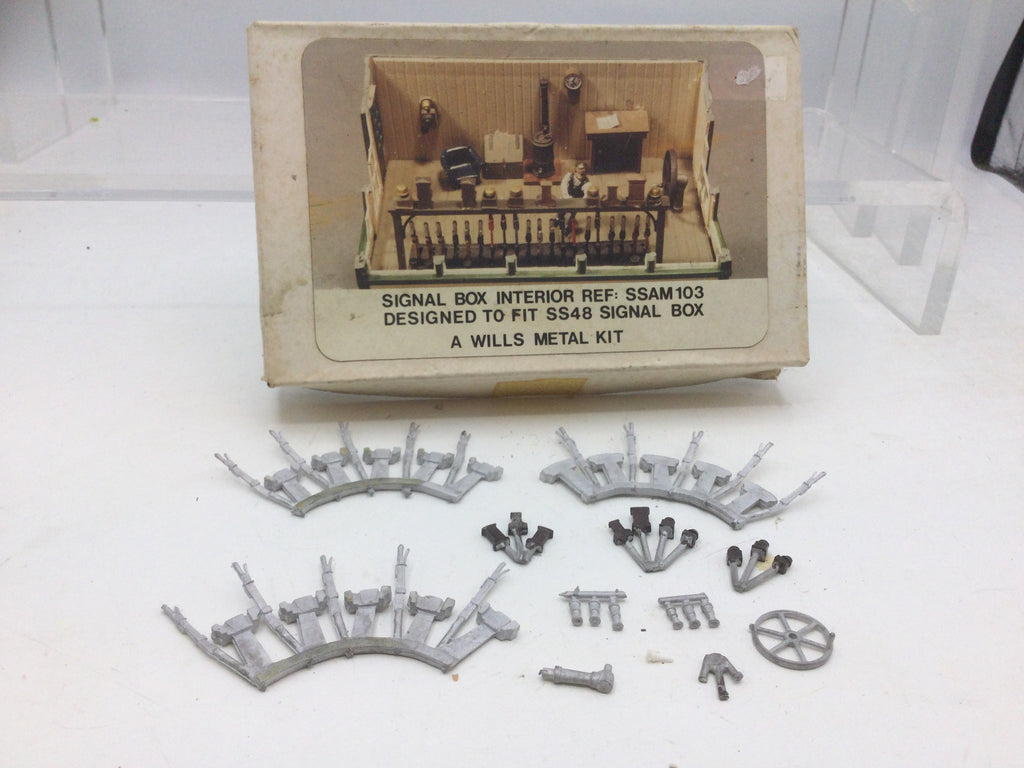 SIGNAL BOX INTERIOR REF: SSAM103
DESIGNED TO FIT SS48 SIGNAL BOX
A WILLS METAL KIT